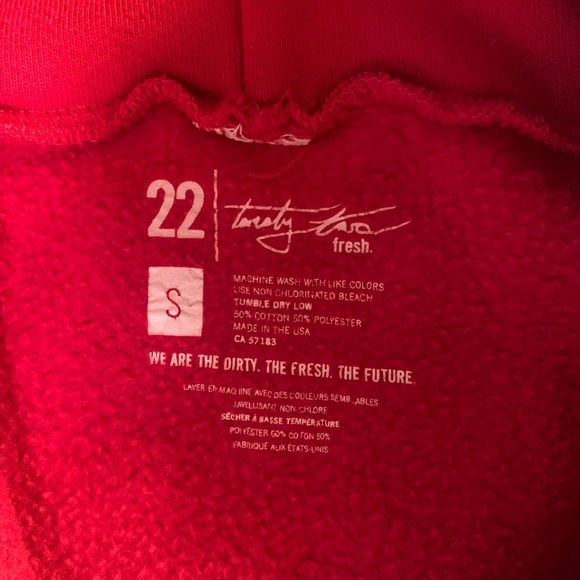 22 twenty two
fresh.
S
MACHINE WASH WITH LIKE COLORS
USE NON CHLORINATED BLEACH
TUMBLE DRY LOW
50% COTTON 50% POLYESTER
MADE IN THE USA
CA 57183
WE ARE THE DIRTY. THE FRESH. THE FUTURE.
LAVER EN MACHINE AVEC DES COULEURS SEMBLABLES
JAVELLISANT NON-CHLORE
SÉCHER À BASSE TEMPÉRATURE
POLYESTER 50% COTTON 50%
FABRIQUÉ AUX ÉTATS-UNIS